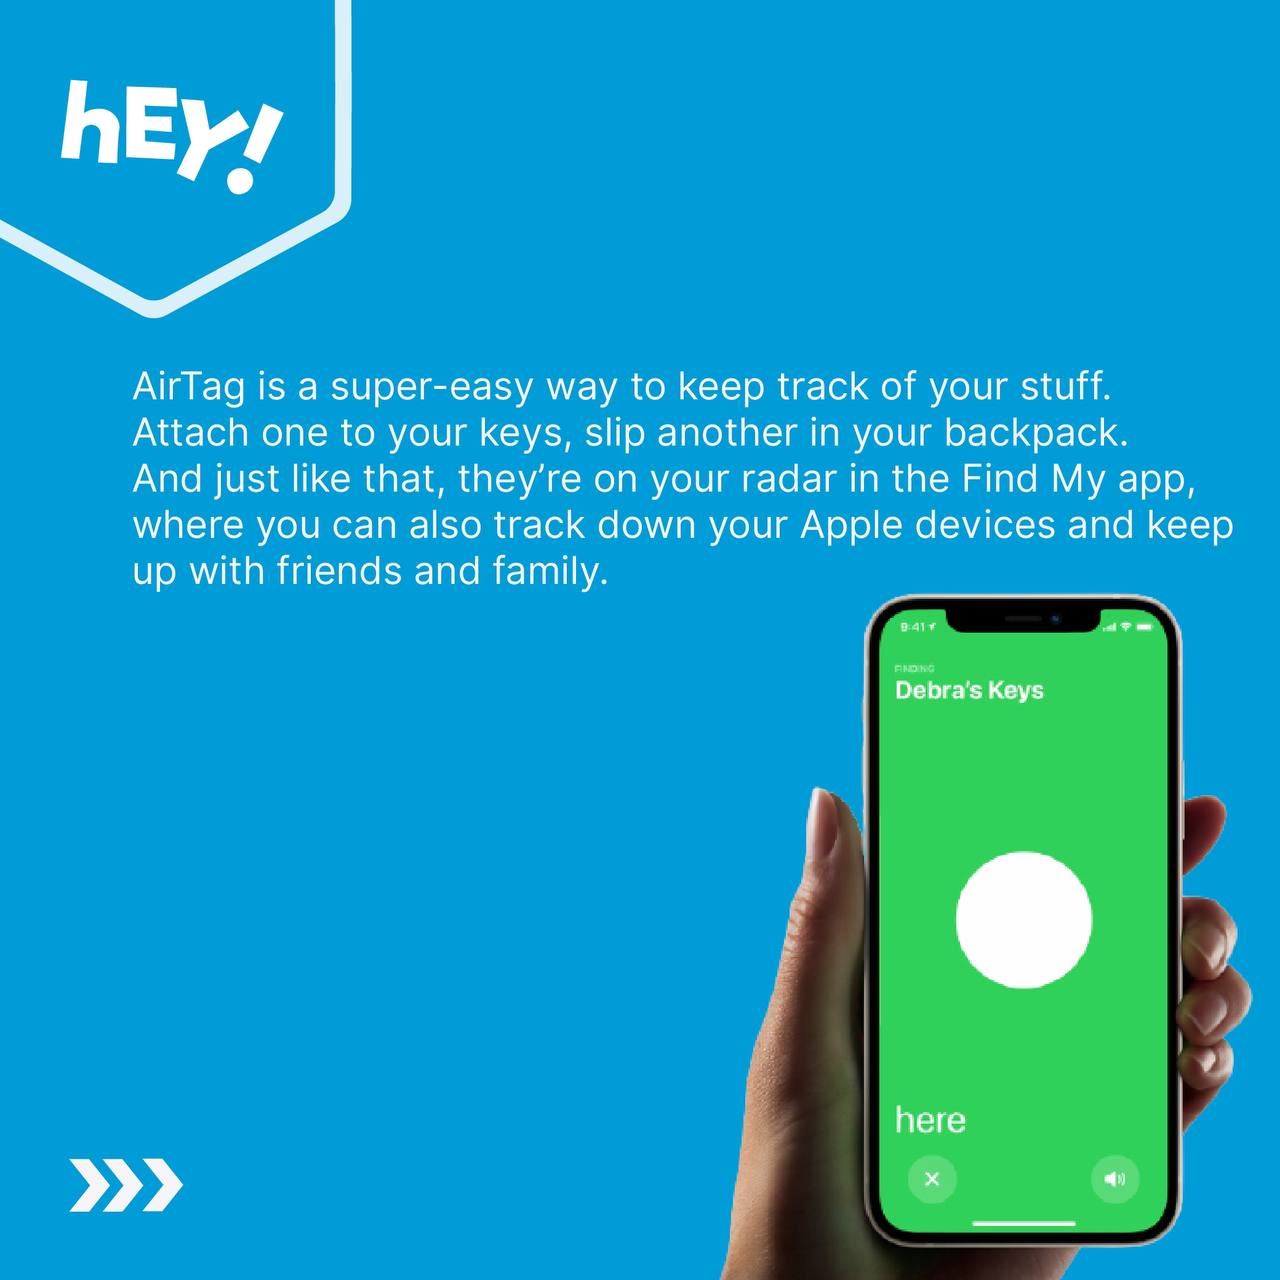 hEY!
AirTag is a super-easy way to keep track of your stuff.
Attach one to your keys, slip another in your backpack.
And just like that, they’re on your radar in the Find My app,
where you can also track down your Apple devices and keep
up with friends and family.
9:41
FINDING
Debra’s Keys
here